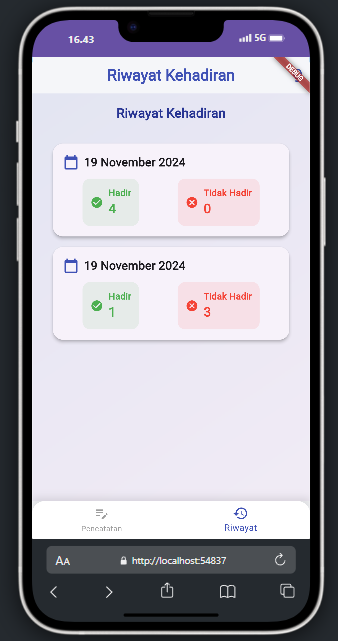 16.43
5G
DEBUG
Riwayat Kehadiran
Riwayat Kehadiran
19 November 2024
Hadir
4
Tidak Hadir
0
19 November 2024
Hadir
1
Tidak Hadir
3
Pencatatan
Riwayat
AA
http://localhost:54837